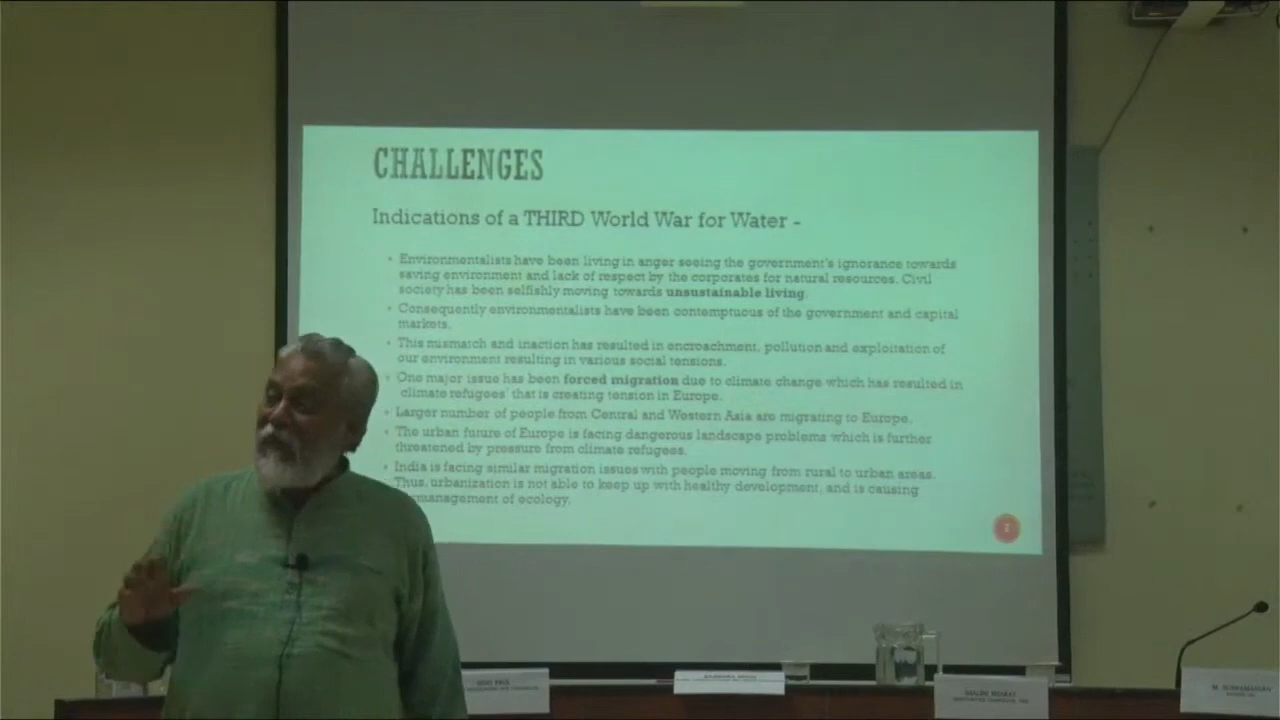 CHALLENGES
Indications of a THIRD World War for Water -
• Environmentalists have been living in anger seeing the government's ignorance towards
saving environment and lack of respect by the corporates for natural resources. Civil
society has been selfishly moving towards unsustainable living.
• Consequently environmentalists have been contemptuous of the government and capital
markets.
• This mismatch and inaction has resulted in encroachment, pollution and exploitation of
our environment resulting in various social tensions.
• One major issue has been forced migration due to climate change which has resulted in
climate refugees' that is creating tension in Europe.
• Larger number of people from Central and Western Asia are migrating to Europe.
• The urban future of Europe is facing dangerous landscape problems which is further
threatened by pressure from climate refugees.
• India is facing similar migration issues with people moving from rural to urban areas.
Thus, urbanization is not able to keep up with healthy development, and is causing
management of ecology.
7